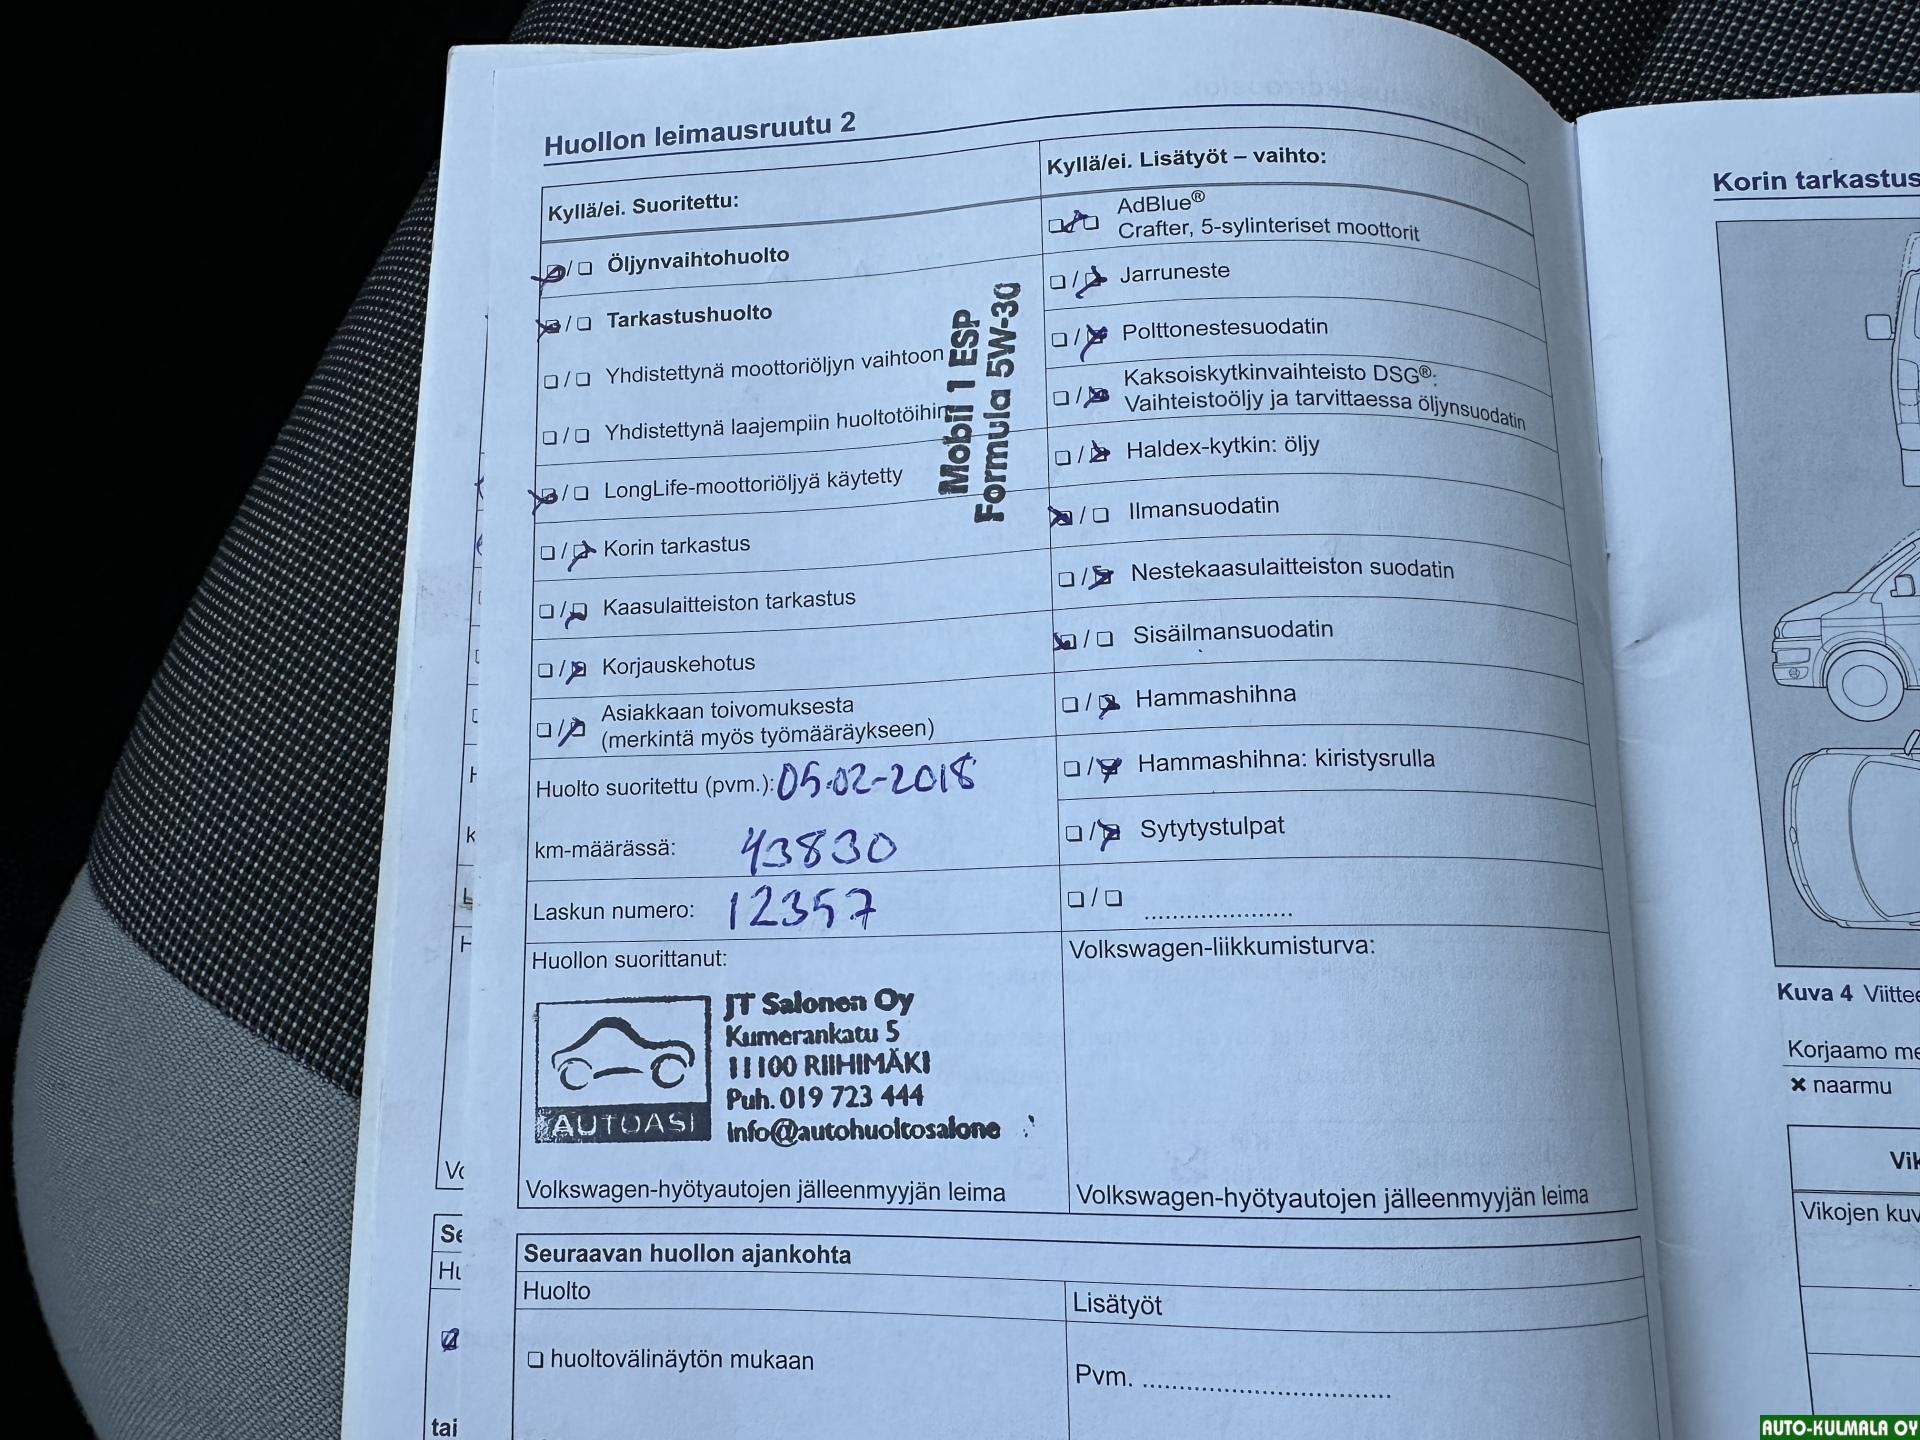 Huollon leimausruutu 2
Kyllä/ei. Suoritettu:
Öljynvaihtohuolto
Tarkastushuolto
Yhdistettynä moottoriöljyn vaihtoon
Yhdistettynä laajempiin huoltotöihin
LongLife-moottoriöljyä käytetty
Korin tarkastus
Kaasulaitteiston tarkastus
Korjauskehotus
Asiakkaan toivomuksesta
(merkintä myös työmääräykseen)
Mobil 1 ESP
Formula 5W-30
Huolto suoritettu (pvm.): 05.02-2018
km-määrässä: 43830
Laskun numero: 12357
Huollon suorittanut:
AUTOASI
JT Salonen Oy
Kumerankatu 5
11100 RIIHIMÄKI
Puh. 019 723 444
info@autohuoltosalone
Volkswagen-hyötyautojen jälleenmyyjän leima
Kyllä/ei. Lisätyöt – vaihto:
AdBlue®
Crafter, 5-sylinteriset moottorit
Jarruneste
Polttonestesuodatin
Kaksoiskytkinvaihteisto DSG®:
Vaihteistoöljy ja tarvittaessa öljynsuodatin
Haldex-kytkin: öljy
Ilmansuodatin
Nestekaasulaitteiston suodatin
Sisäilmansuodatin
Hammashihna
Hammashihna: kiristysrulla
Sytytystulpat
Volkswagen-liikkumisturva:
Volkswagen-hyötyautojen jälleenmyyjän leima
Seuraavan huollon ajankohta
Huolto
Lisätyöt
huoltovälinäytön mukaan
Pvm.
tai
Korin tarkastus
Kuva 4 Viittee
Korjaamo me
✖ naarmu
Vik
Vikojen kuv
AUTO-KULMALA OY